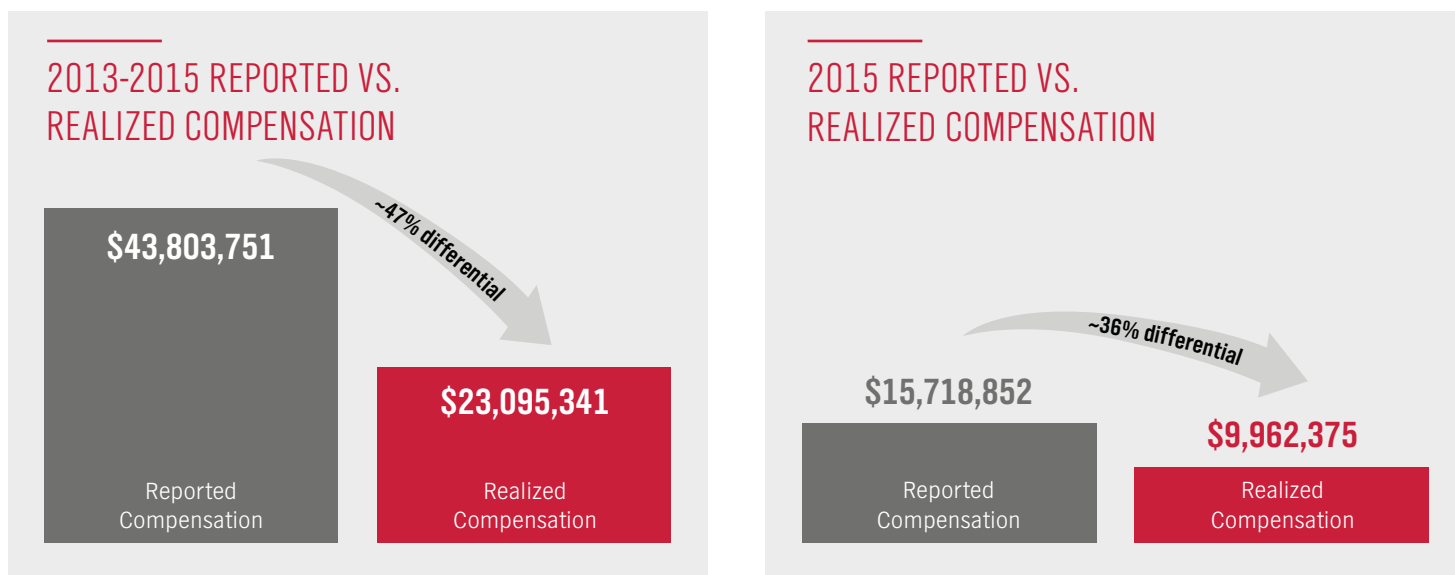 2013-2015 REPORTED VS.
REALIZED COMPENSATION
~47% differential
$43,803,751
Reported
Compensation
$23,095,341
Realized
Compensation
2015 REPORTED VS.
REALIZED COMPENSATION
~36% differential
$15,718,852
Reported
Compensation
$9,962,375
Realized
Compensation